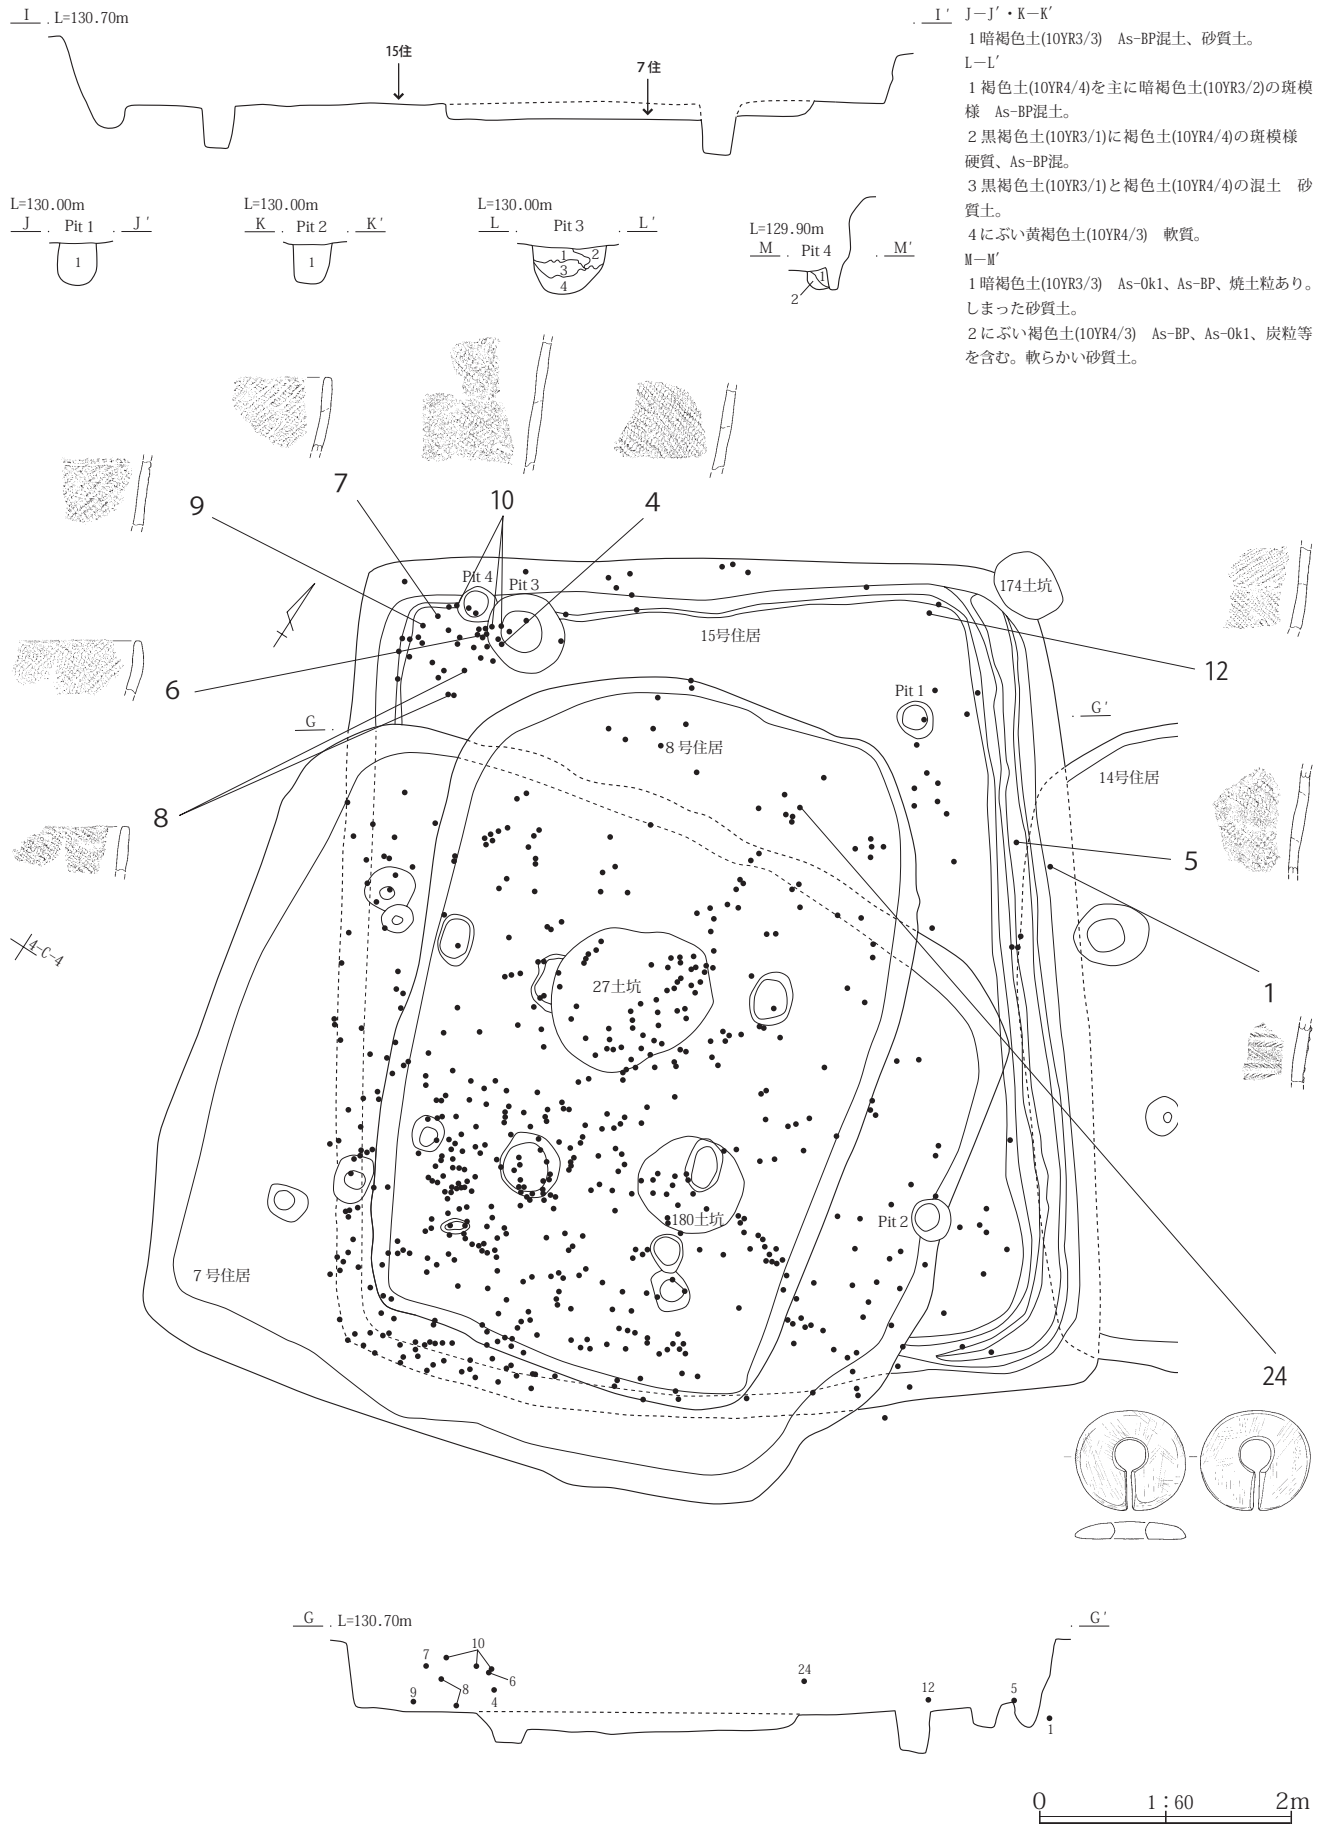 I L=130.70m I′
15住
7住
J－J′・K－K′
1 暗褐色土(10YR3/3)　As-BP混土、砂質土。
L－L′
1 褐色土(10YR4/4)を主に暗褐色土(10YR3/2)の斑模
様　As-BP混土。
2 黒褐色土(10YR3/1)に褐色土(10YR4/4)の斑模様
硬質、As-BP混。
3 黒褐色土(10YR3/1)と褐色土(10YR4/4)の混土　砂
質土。
4 にぶい黄褐色土(10YR4/3)　軟質。
M－M′
1 暗褐色土(10YR3/3)　As-Ok1、As-BP、焼土粒あり。
しまった砂質土。
2 にぶい褐色土(10YR4/3)　As-BP、As-Ok1、炭粒等
を含む。軟らかい砂質土。
L=130.00m
J Pit 1 J′
1
L=130.00m
K Pit 2 K′
1
L=130.00m
L Pit 3 L′
1 2
3
4
L=129.90m
M Pit 4 M′
1
2
7
10
4
9
Pit 4
Pit 3
174土坑
15号住居
12
6
Pit 1
G G′
8号住居
14号住居
8
5
4-C-4
27土坑
1
180土坑
Pit 2
7号住居
24
G L=130.70m G′
10
7
6
8
9
4
24
12
5
1
0 1：60 2m